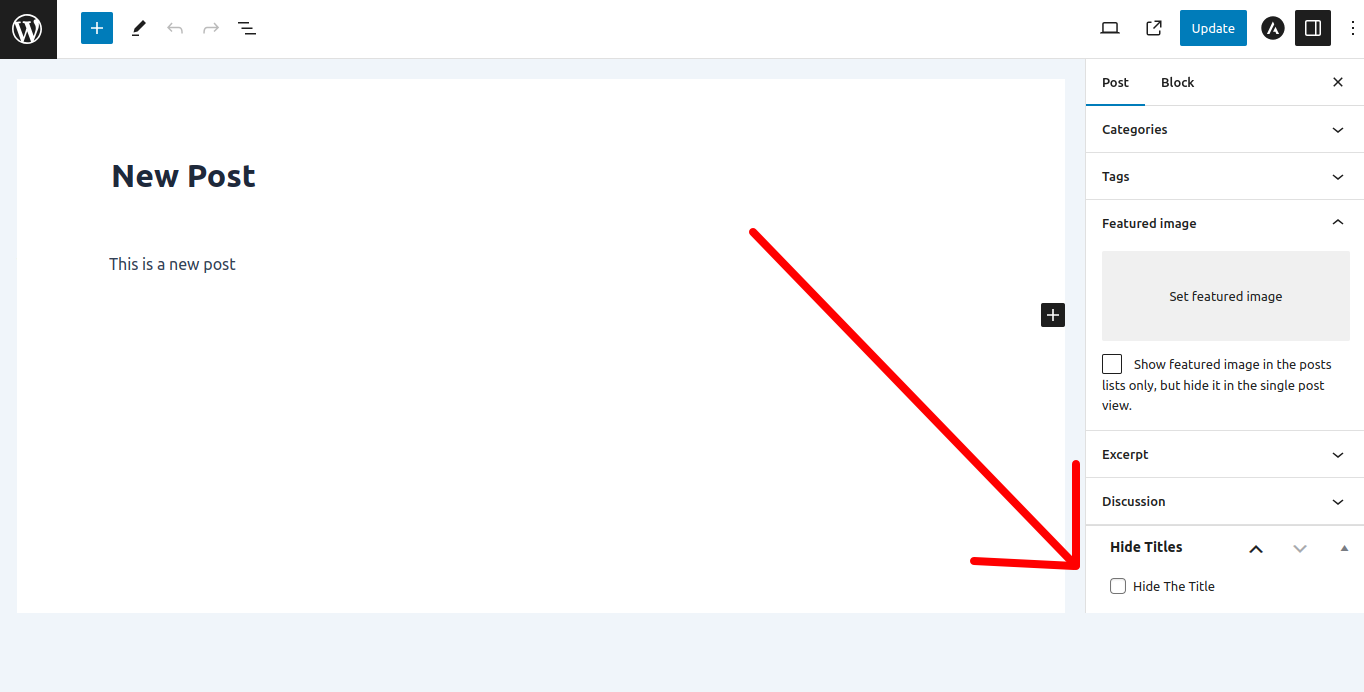 Update
Post
Block
Categories
Tags
Featured image
Set featured image
Show featured image in the posts
lists only, but hide it in the single post
view.
Excerpt
Discussion
Hide Titles
Hide The Title
New Post
This is a new post